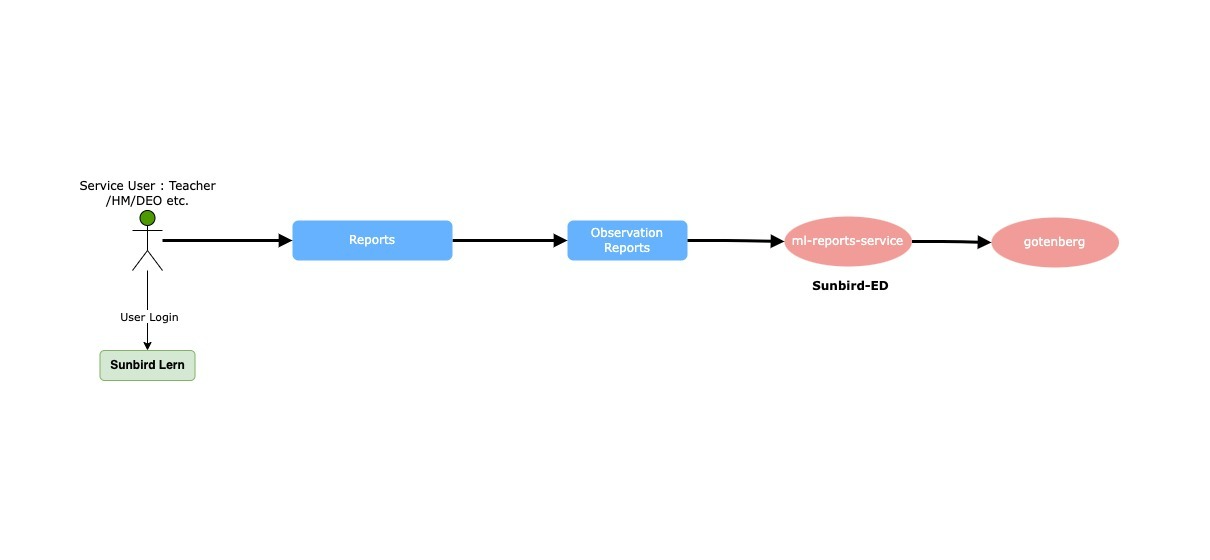 Service User : Teacher
/HM/DEO etc.
Reports
Observation
Reports
ml-reports-service
gotenberg
Sunbird-ED
User Login
Sunbird Lern